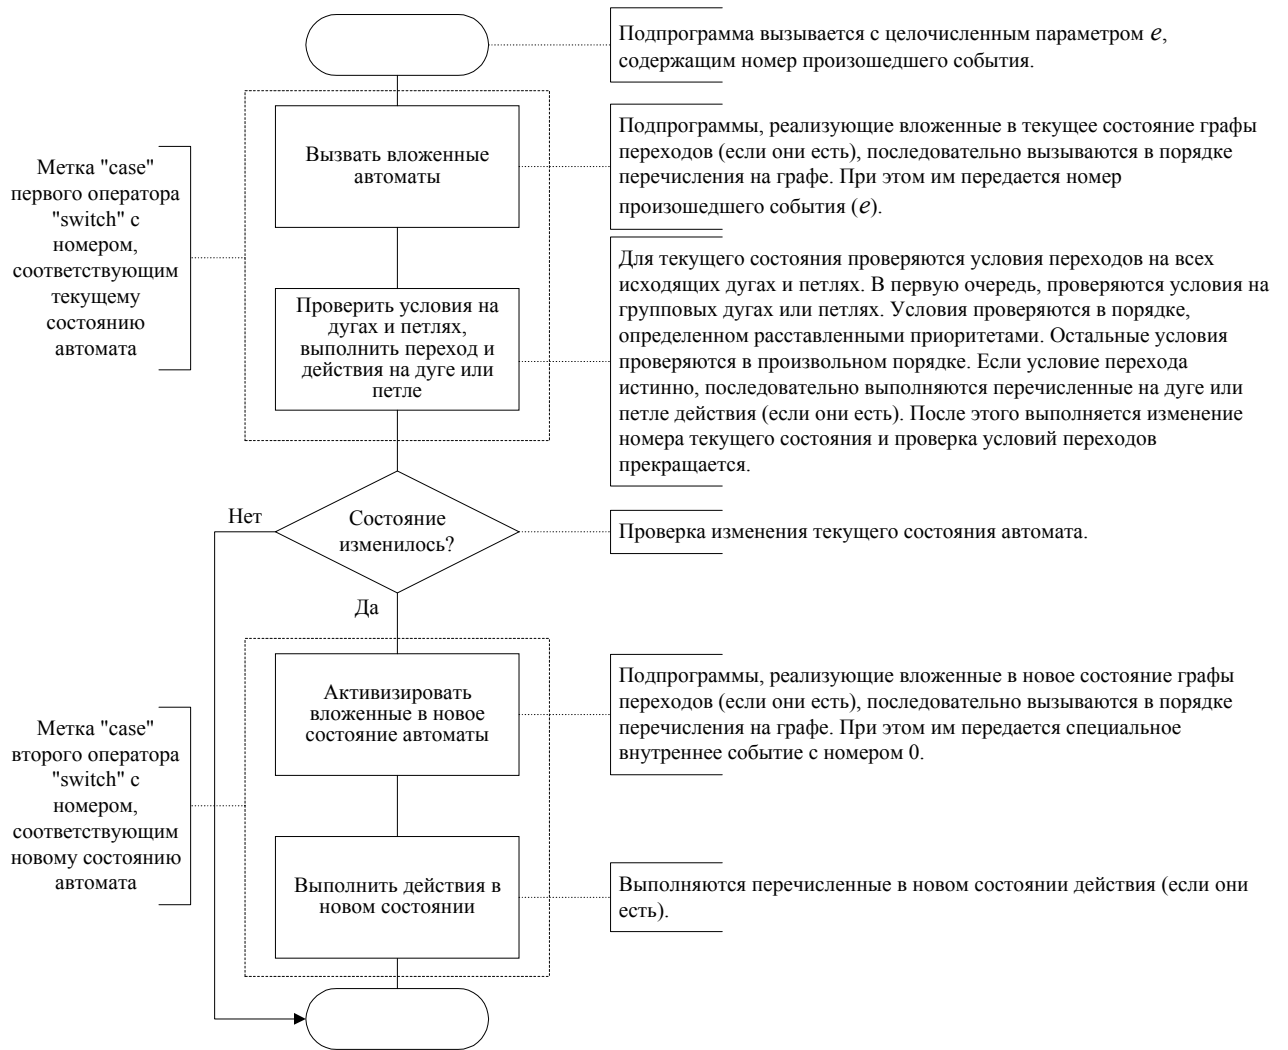 Подпрограмма вызывается с целочисленным параметром e,
содержащим номер произошедшего события.
Вызвать вложенные
автоматы
Подпрограммы, реализующие вложенные в текущее состояние графы
переходов (если они есть), последовательно вызываются в порядке
перечисления на графе. При этом им передается номер
произошедшего события (e).
Метка "case"
первого оператора
"switch" с
номером,
соответствующим
текущему
состоянию
автомата
Проверить условия на
дугах и петлях,
выполнить переход и
действия на дуге или
петле
Для текущего состояния проверяются условия переходов на всех
исходящих дугах и петлях. В первую очередь, проверяются условия на
групповых дугах или петлях. Условия проверяются в порядке,
определенном расставленными приоритетами. Остальные условия
проверяются в произвольном порядке. Если условие перехода
истинно, последовательно выполняются перечисленные на дуге или
петле действия (если они есть). После этого выполняется изменение
номера текущего состояния и проверка условий переходов
прекращается.
Нет
Состояние
изменилось?
Проверка изменения текущего состояния автомата.
Да
Активизировать
вложенные в новое
состояние автоматы
Подпрограммы, реализующие вложенные в новое состояние графы
переходов (если они есть), последовательно вызываются в порядке
перечисления на графе. При этом им передается специальное
внутреннее событие с номером 0.
Метка "case"
второго оператора
"switch" с
номером,
соответствующим
новому состоянию
автомата
Выполнить действия в
новом состоянии
Выполняются перечисленные в новом состоянии действия (если они
есть).